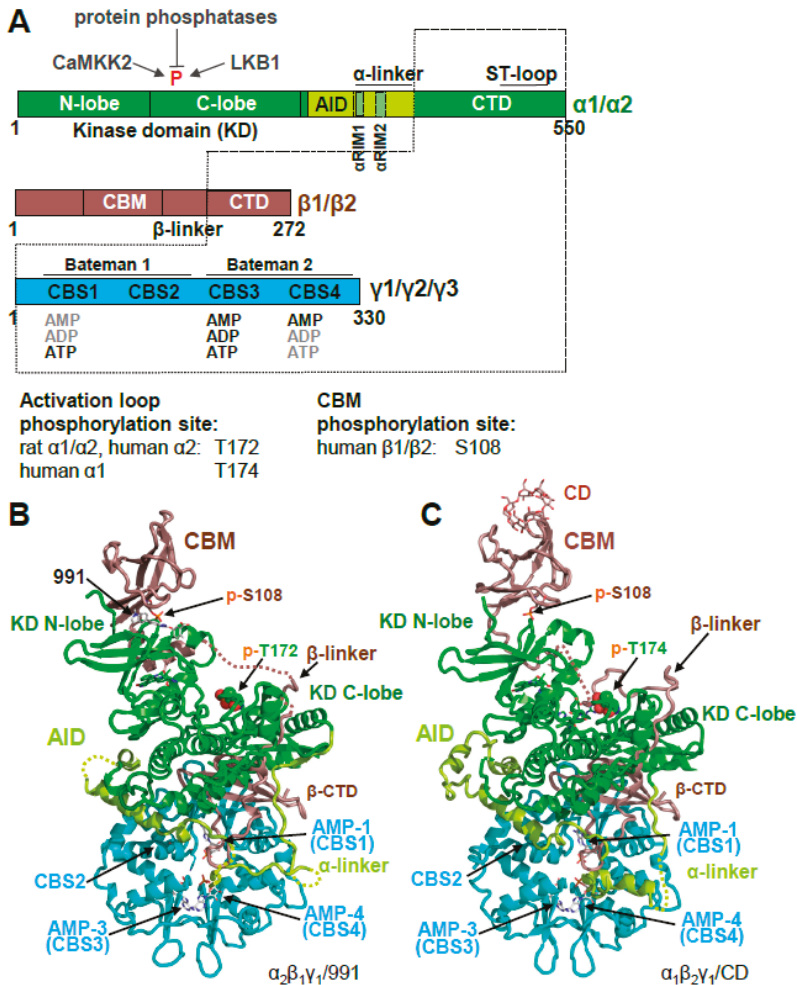 A
protein phosphatases
CaMKK2
P
LKB1
α-linker
ST-loop
N-lobe
C-lobe
AID
CTD
α1/α2
1
Kinase domain (KD)
αRIM1
αRIM2
550
CBM
CTD
β1/β2
1
β-linker
272
Bateman 1
Bateman 2
CBS1
CBS2
CBS3
CBS4
γ1/γ2/γ3
1
AMP
AMP
AMP
330
ADP
ADP
ADP
ATP
ATP
ATP
Activation loop
phosphorylation site:
rat α1/α2, human α2: T172
human α1 T174
CBM
phosphorylation site:
human β1/β2: S108
B
CBM
991
p-S108
KD N-lobe
p-T172
β-linker
KD C-lobe
AID
β-CTD
AMP-1
(CBS1)
CBS2
α-linker
AMP-3
(CBS3)
AMP-4
(CBS4)
α2β1γ1/991
C
CD
CBM
p-S108
KD N-lobe
β-linker
p-T174
KD C-lobe
AID
β-CTD
AMP-1
(CBS1)
CBS2
α-linker
AMP-3
(CBS3)
AMP-4
(CBS4)
α1β2γ1/CD